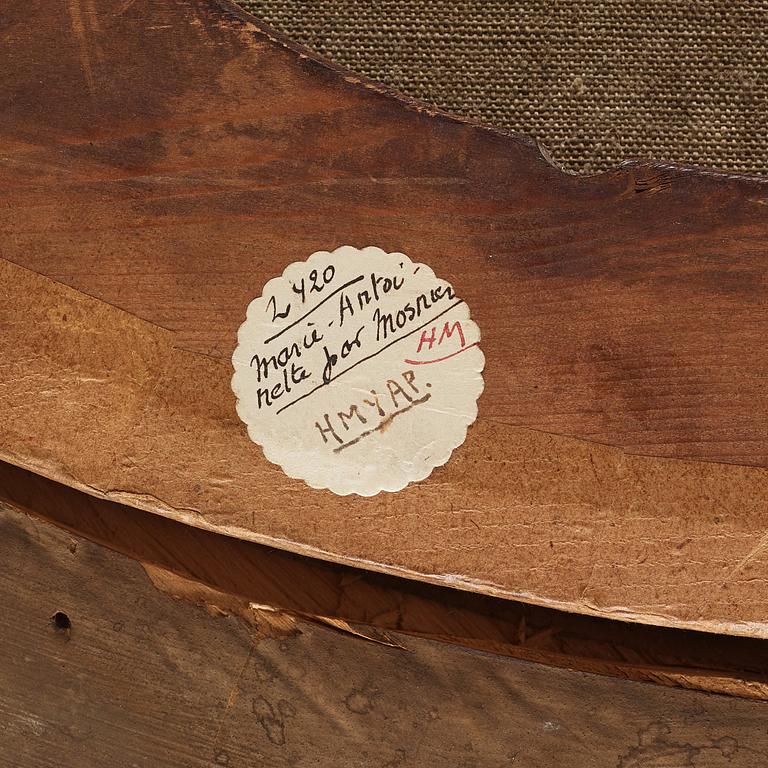 2420
Marie-Antoi-
nette par Mosnier
HM
HMYAP.